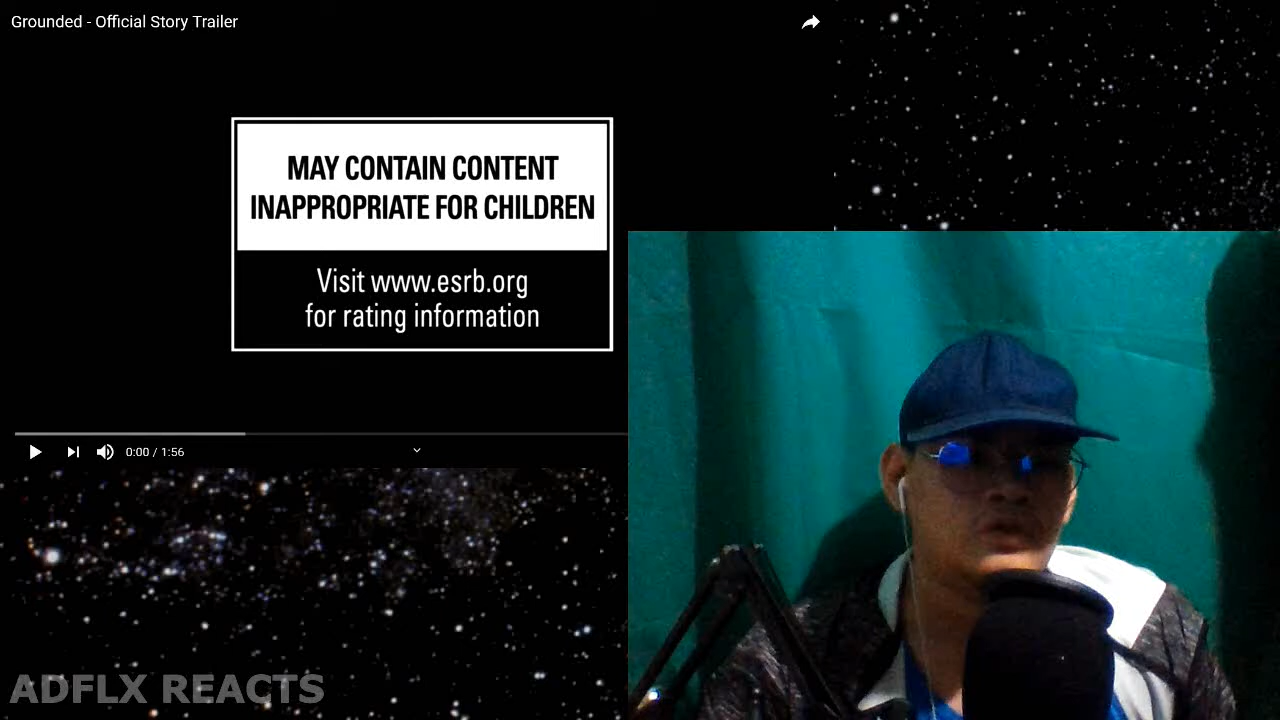 Grounded - Official Story Trailer
MAY CONTAIN CONTENT
INAPPROPRIATE FOR CHILDREN
Visit www.esrb.org
for rating information
0:00 / 1:56
ADFLX REACTS